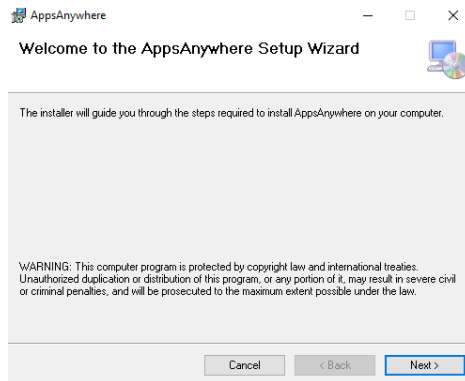 AppsAnywhere
Welcome to the AppsAnywhere Setup Wizard
The installer will guide you through the steps required to install AppsAnywhere on your computer.
WARNING: This computer program is protected by copyright law and international treaties.
Unauthorized duplication or distribution of this program, or any portion of it, may result in severe civil
or criminal penalties, and will be prosecuted to the maximum extent possible under the law.
Cancel < Back Next >